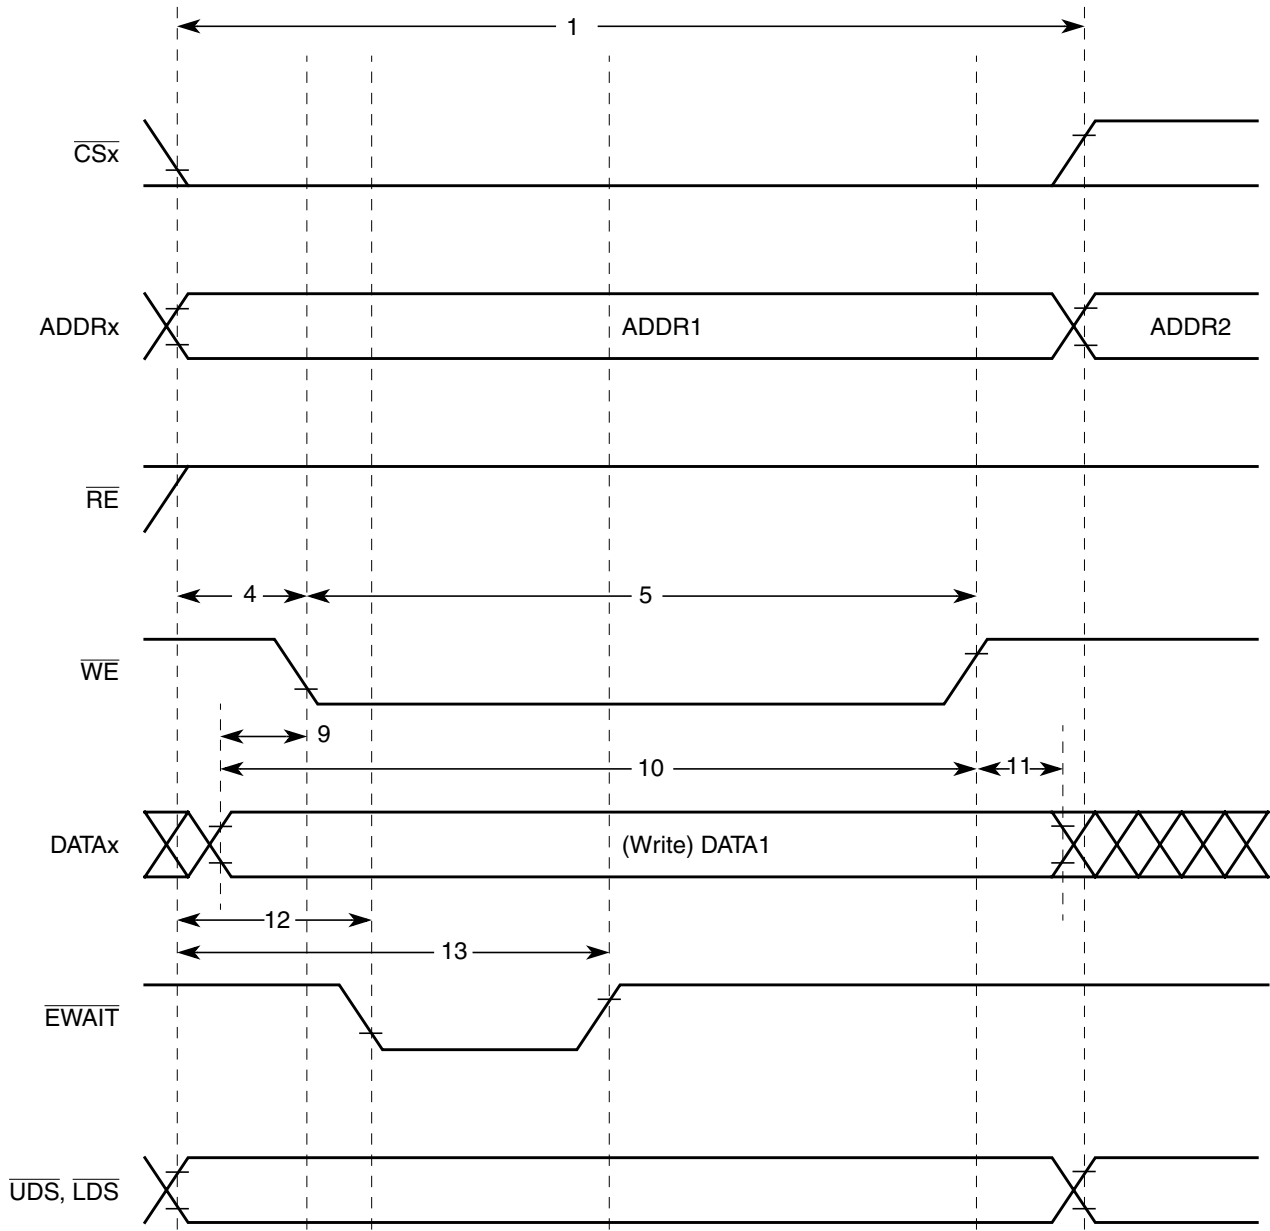 1
CSx
ADDRx
ADDR1
ADDR2
RE
4
5
WE
9
10
11
DATAx
(Write) DATA1
12
13
EWAIT
UDS, LDS